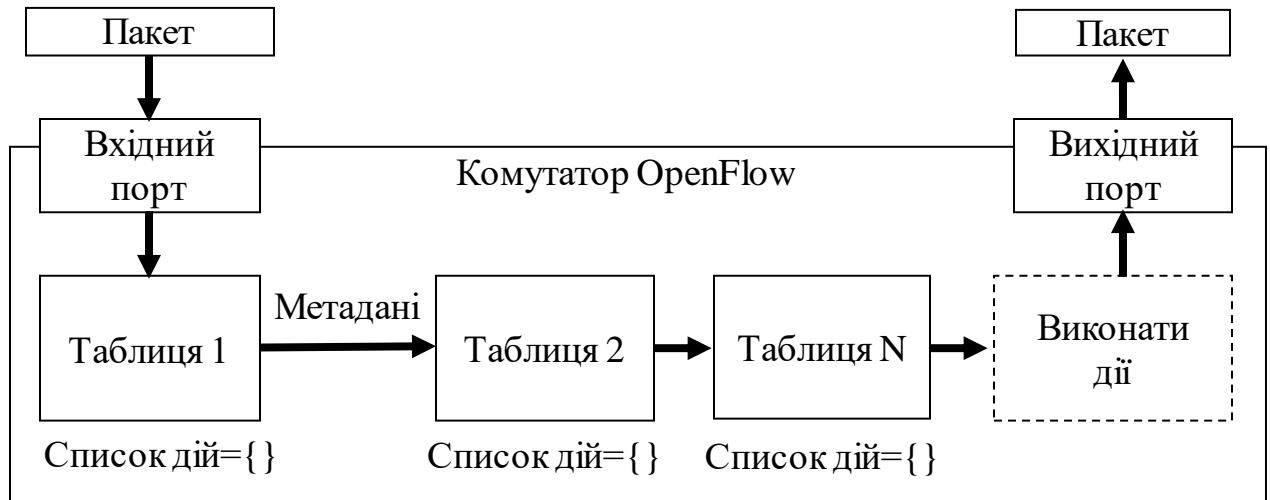 Пакет
Пакет
Вхідний
порт
Комутатор OpenFlow
Вихідний
порт
Метадані
Таблиця 1
Таблиця 2
Таблиця N
Виконати
дії
Список дій={}
Список дій={}
Список дій={}